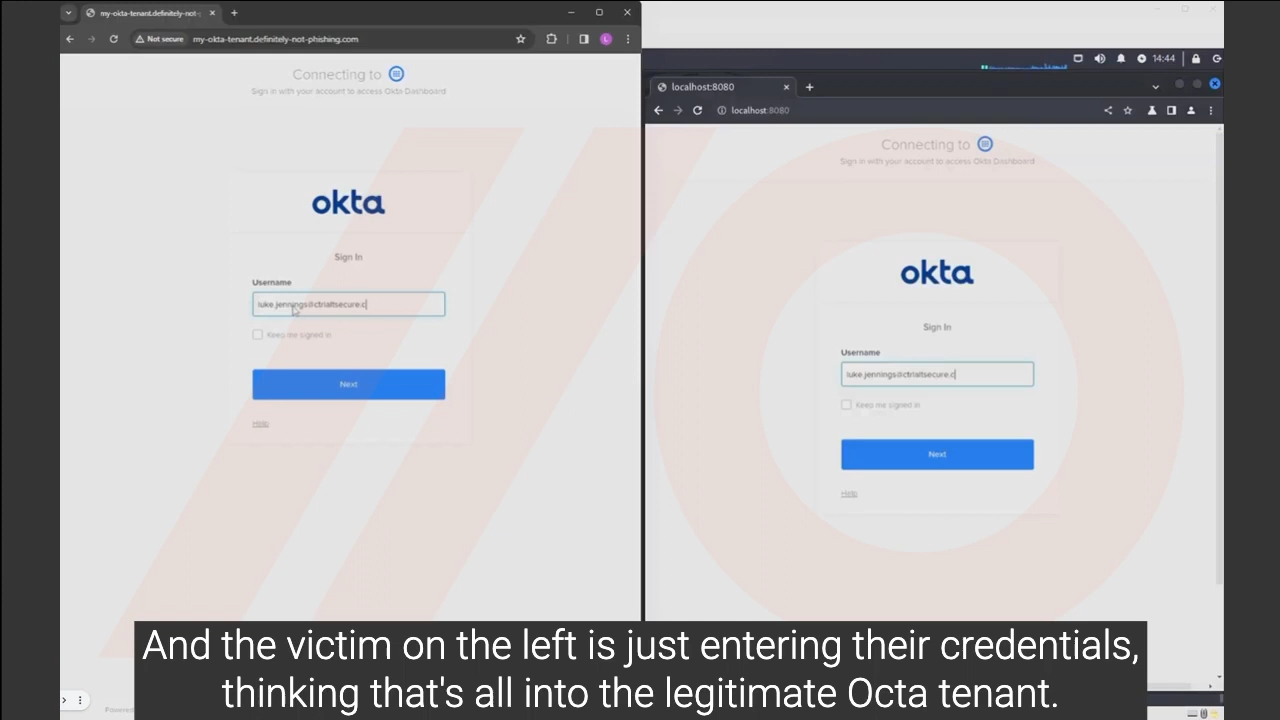 my-okta-tenant.definitely-not-
Not secure
my-okta-tenant.definitely-not-phishing.com
Connecting to
Sign in with your account to access Okta Dashboard
okta
Sign In
Username
luke.jennings@ctrlaltsecure.c
Keep me signed in
Next
Help
Powered
14:44
localhost:8080
localhost:8080
Connecting to
Sign in with your account to access Okta Dashboard
okta
Sign In
Username
luke.jennings@ctrlaltsecure.c
Keep me signed in
Next
Help
And the victim on the left is just entering their credentials,
thinking that's all into the legitimate Octa tenant.